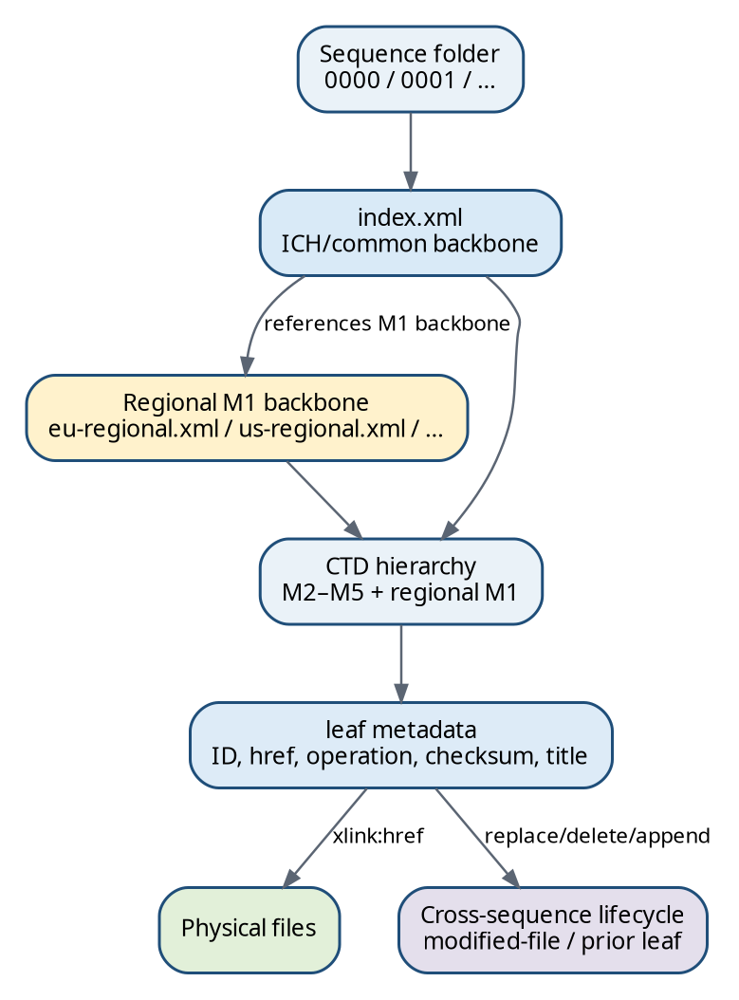 Sequence folder
0000 / 0001 / ...
index.xml
ICH/common backbone
references M1 backbone
Regional M1 backbone
eu-regional.xml / us-regional.xml / ...
CTD hierarchy
M2–M5 + regional M1
leaf metadata
ID, href, operation, checksum, title
xlink:href
replace/delete/append
Physical files
Cross-sequence lifecycle
modified-file / prior leaf